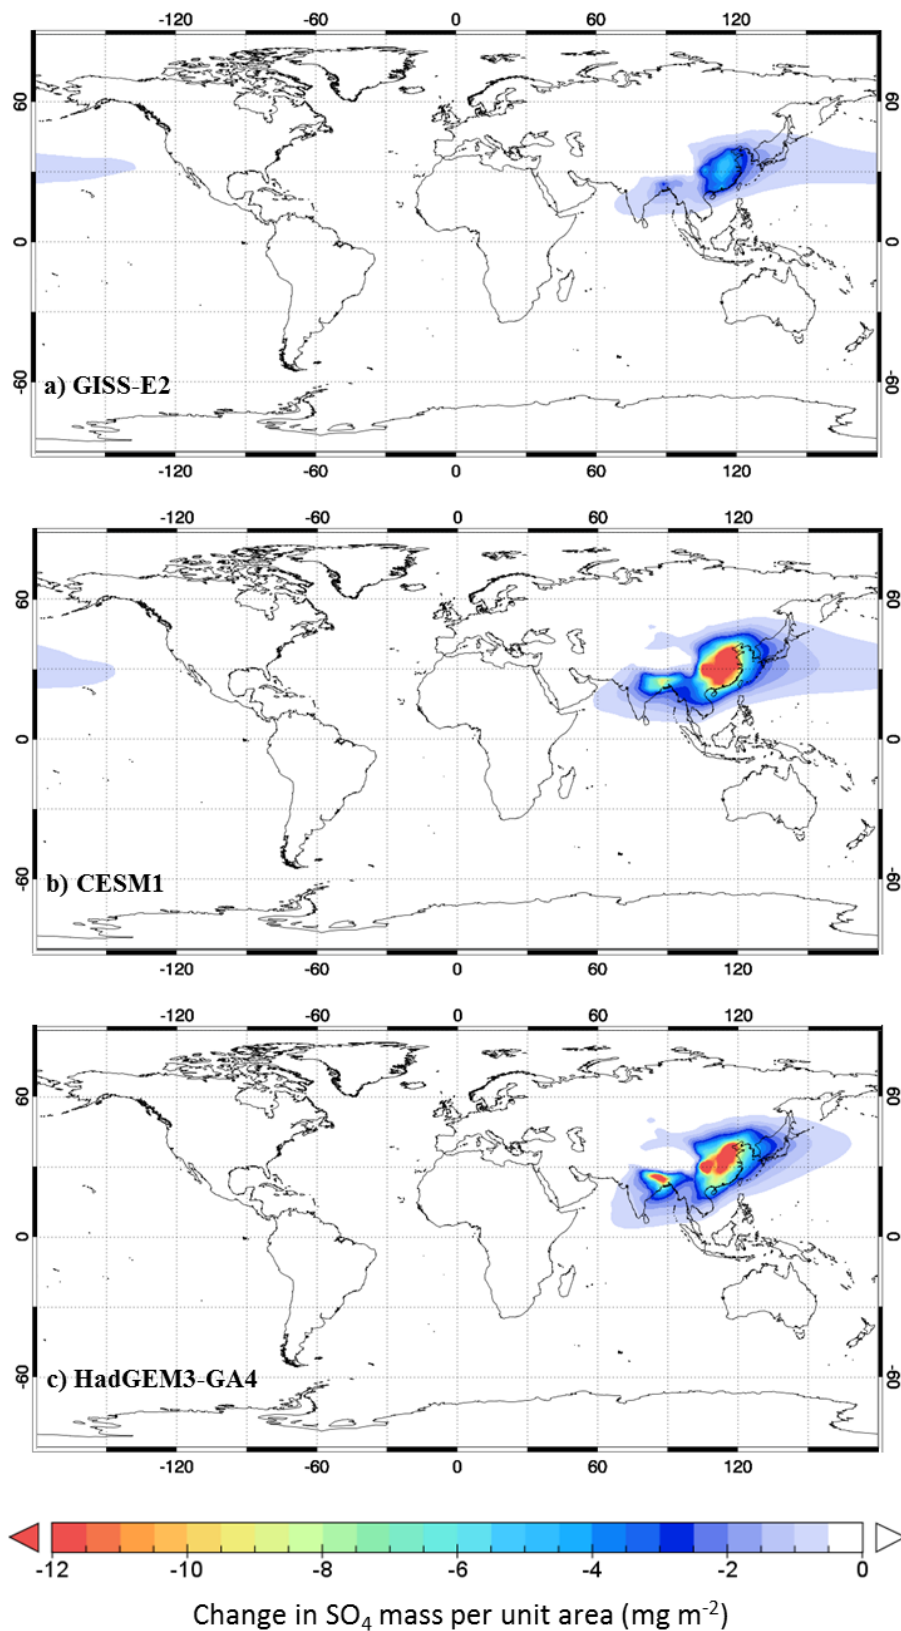 -120 -60 0 60 120
60 60
0 0
-60 -60
a) GISS-E2
-120 -60 0 60 120
-120 -60 0 60 120
60 60
0 0
-60 -60
b) CESM1
-120 -60 0 60 120
-120 -60 0 60 120
60 60
0 0
-60 -60
c) HadGEM3-GA4
-120 -60 0 60 120
-12 -10 -8 -6 -4 -2 0
Change in SO₄ mass per unit area (mg m⁻²)